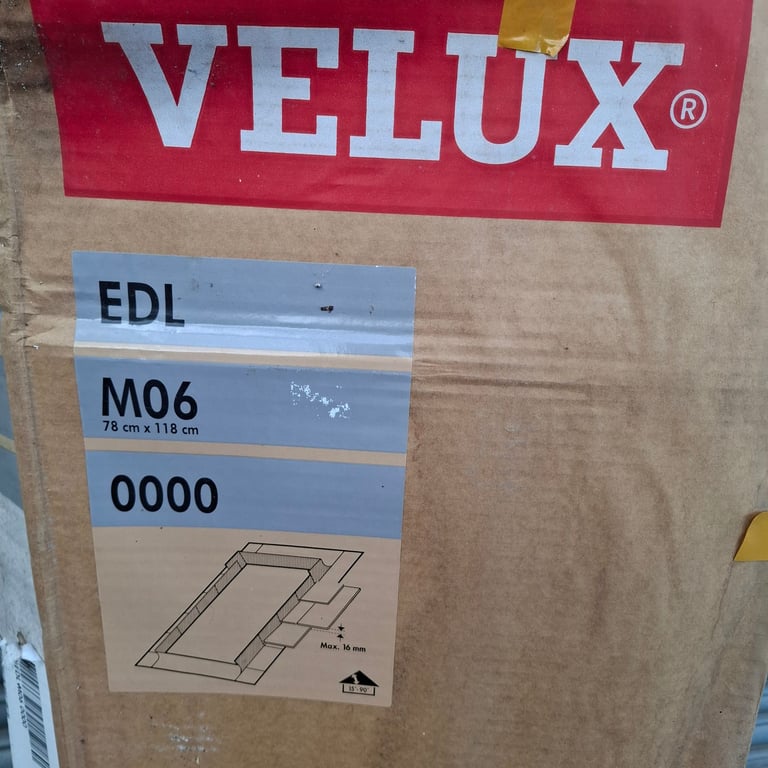 VELUX®
EDL
M06
78 cm x 118 cm
0000
Max. 16 mm
15°-90°